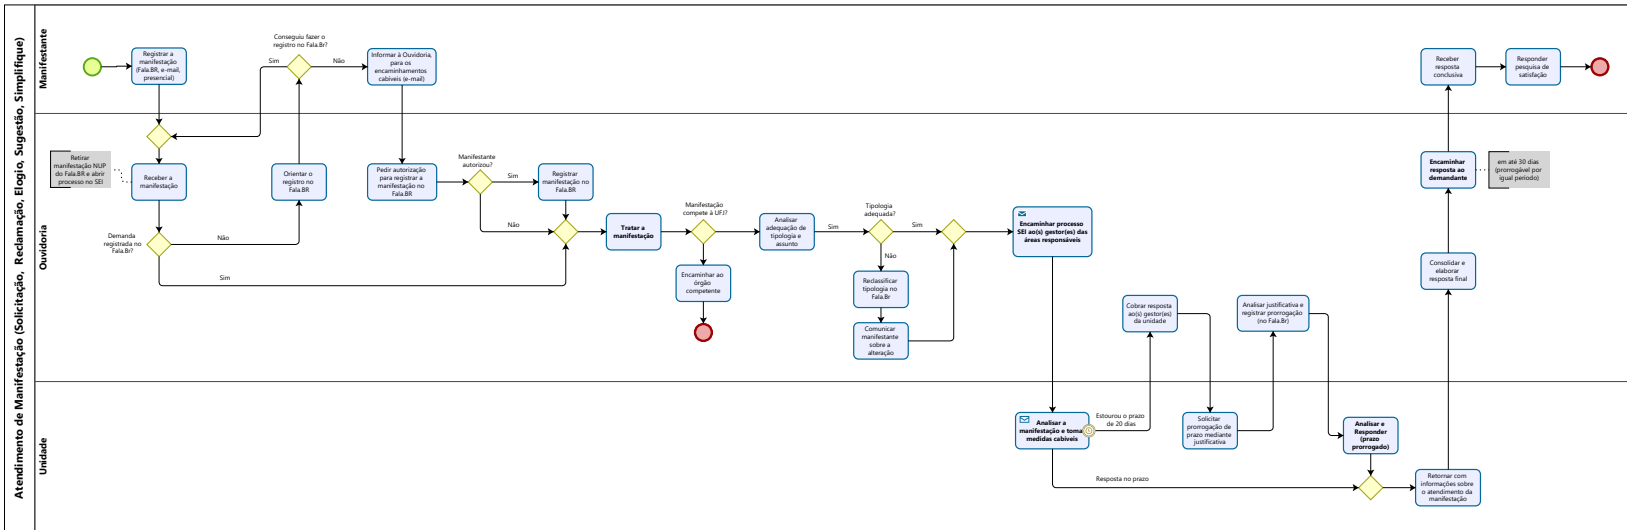 Atendimento de Manifestação (Solicitação, Reclamação, Elogio, Sugestão, Simplifique)
Manifestante
Registrar a
manifestação
(Fala.BR, e-mail,
presencial)
Conseguiu fazer o
registro no Fala.Br?
Sim
Não
Informar à Ouvidoria,
para os
encaminhamentos
cabíveis (e-mail)
Receber
resposta
conclusiva
Responder
pesquisa de
satisfação
Ouvidoria
Retirar
manifestação NUP
do Fala.BR e abrir
processo no SEI
Receber a
manifestação
Orientar o
registro no
Fala.BR
Pedir autorização
para registrar a
manifestação no
Fala.BR
Manifestante
autorizou?
Sim
Não
Registrar
manifestação no
Fala.BR
Demanda
registrada no
Fala.Br?
Não
Sim
Tratar a
manifestação
Manifestação
compete à UFJ?
Encaminhar ao
órgão
competente
Analisar
adequação de
tipologia e
assunto
Sim
Tipologia
adequada?
Sim
Não
Reclassificar
tipologia no
Fala.Br
Comunicar
manifestante
sobre a
alteração
Encaminhar processo
SEI ao(s) gestor(es) das
áreas responsáveis
Cobrar resposta
ao(s) gestor(es)
da unidade
Analisar justificativa e
registrar prorrogação
(no Fala.Br)
Encaminhar
resposta ao
demandante
em até 30 dias
(prorrogável por
igual período)
Consolidar e
elaborar
resposta final
Unidade
Analisar a
manifestação e tomar
medidas cabíveis
Estourou o prazo
de 20 dias
Resposta no prazo
Solicitar
prorrogação de
prazo mediante
justificativa
Analisar e
Responder
(prazo
prorrogado)
Retornar com
informações sobre
o atendimento da
manifestação